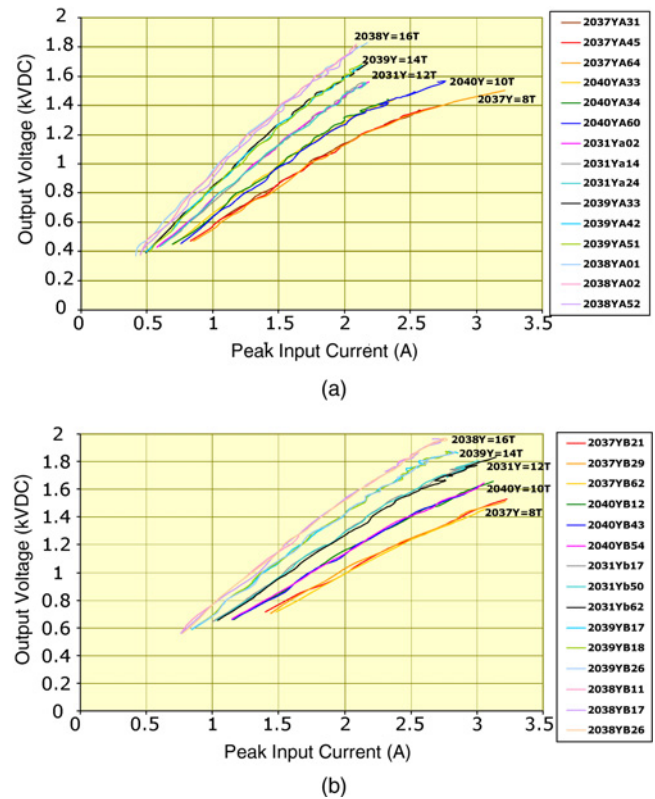 2
1.8
1.6
1.4
1.2
1
0.8
0.6
0.4
0.2
0
Output Voltage (kVDC)
0
0.5
1
1.5
2
2.5
3
3.5
Peak Input Current (A)
2038Y=16T
2039Y=14T
2031Y=12T
2040Y=10T
2037Y=8T
2037YA31
2037YA45
2037YA64
2040YA33
2040YA34
2040YA60
2031Ya02
2031Ya14
2031Ya24
2039YA33
2039YA42
2039YA51
2038YA01
2038YA02
2038YA52
(a)
2
1.8
1.6
1.4
1.2
1
0.8
0.6
0.4
0.2
0
Output Voltage (kVDC)
0
0.5
1
1.5
2
2.5
3
3.5
Peak Input Current (A)
2038Y=16T
2039Y=14T
2031Y=12T
2040Y=10T
2037Y=8T
2037YB21
2037YB29
2037YB62
2040YB12
2040YB43
2040YB54
2031Yb17
2031Yb50
2031Yb62
2039YB17
2039YB18
2039YB26
2038YB11
2038YB17
2038YB26
(b)